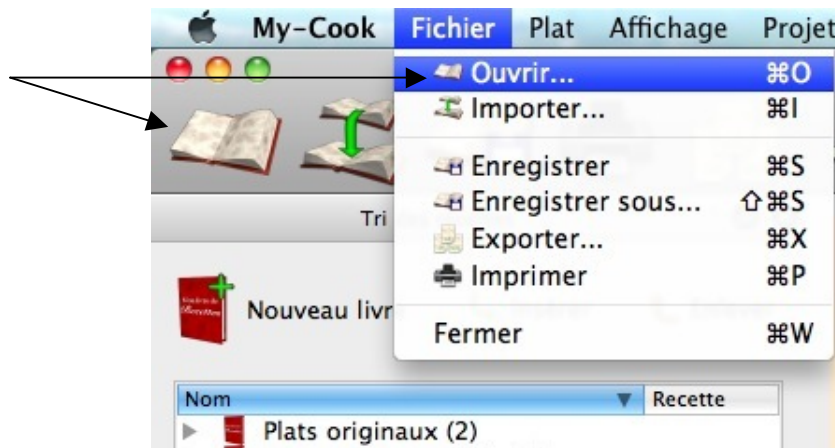 My-Cook Fichier Plat Affichage Projet
Ouvrir... ⌘O
Importer... ⌘I
Enregistrer ⌘S
Enregistrer sous... ⇧⌘S
Tri
Exporter... ⌘X
Imprimer ⌘P
Nouveau livr
Fermer ⌘W
Nom Recette
Plats originaux (2)